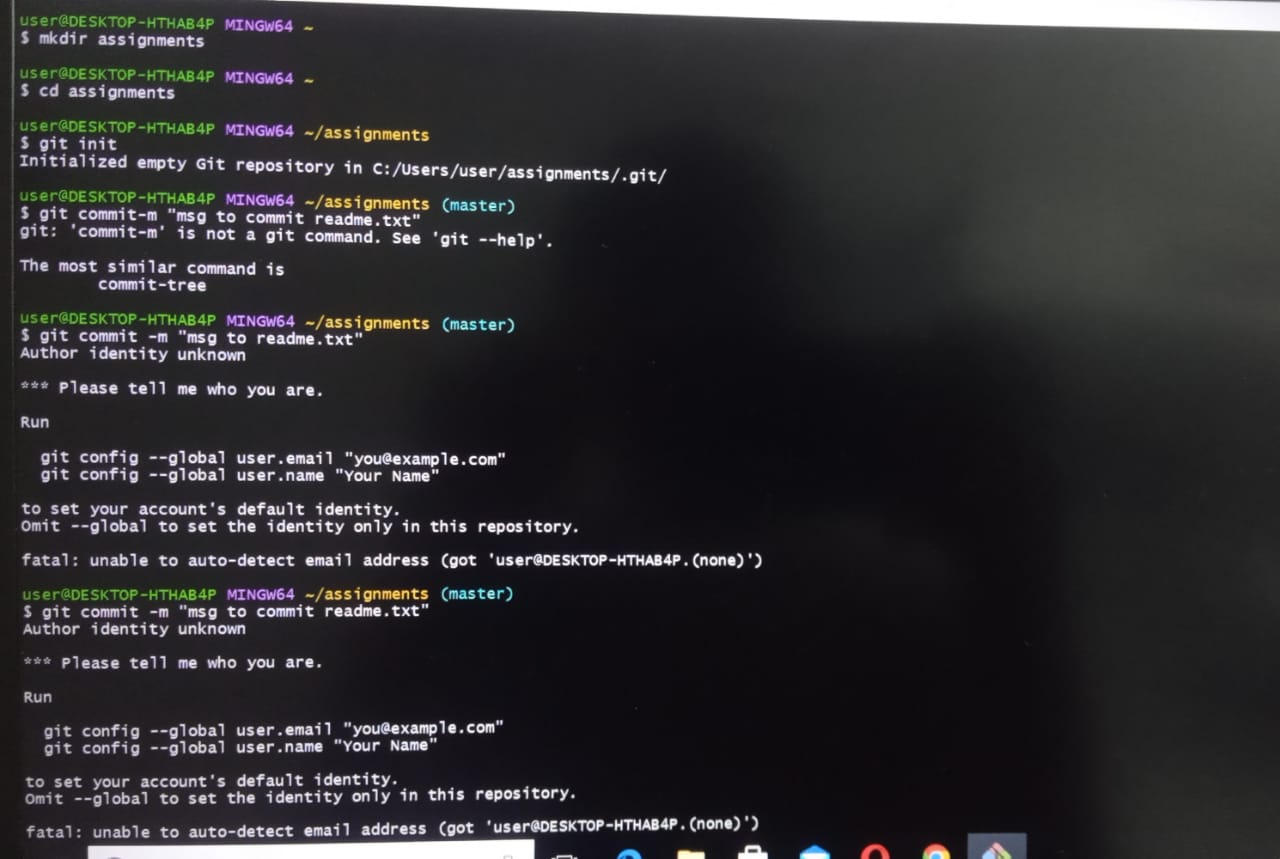 user@DESKTOP-HTHAB4P MINGW64 ~
$ mkdir assignments
user@DESKTOP-HTHAB4P MINGW64 ~
$ cd assignments
user@DESKTOP-HTHAB4P MINGW64 ~/assignments
$ git init
Initialized empty Git repository in C:/Users/user/assignments/.git/
user@DESKTOP-HTHAB4P MINGW64 ~/assignments (master)
$ git commit-m "msg to commit readme.txt"
git: 'commit-m' is not a git command. See 'git --help'.
The most similar command is
commit-tree
user@DESKTOP-HTHAB4P MINGW64 ~/assignments (master)
$ git commit -m "msg to readme.txt"
Author identity unknown
*** Please tell me who you are.
Run
git config --global user.email "you@example.com"
git config --global user.name "Your Name"
to set your account's default identity.
Omit --global to set the identity only in this repository.
fatal: unable to auto-detect email address (got 'user@DESKTOP-HTHAB4P.(none)')
user@DESKTOP-HTHAB4P MINGW64 ~/assignments (master)
$ git commit -m "msg to commit readme.txt"
Author identity unknown
*** Please tell me who you are.
Run
git config --global user.email "you@example.com"
git config --global user.name "Your Name"
to set your account's default identity.
Omit --global to set the identity only in this repository.
fatal: unable to auto-detect email address (got 'user@DESKTOP-HTHAB4P.(none)')